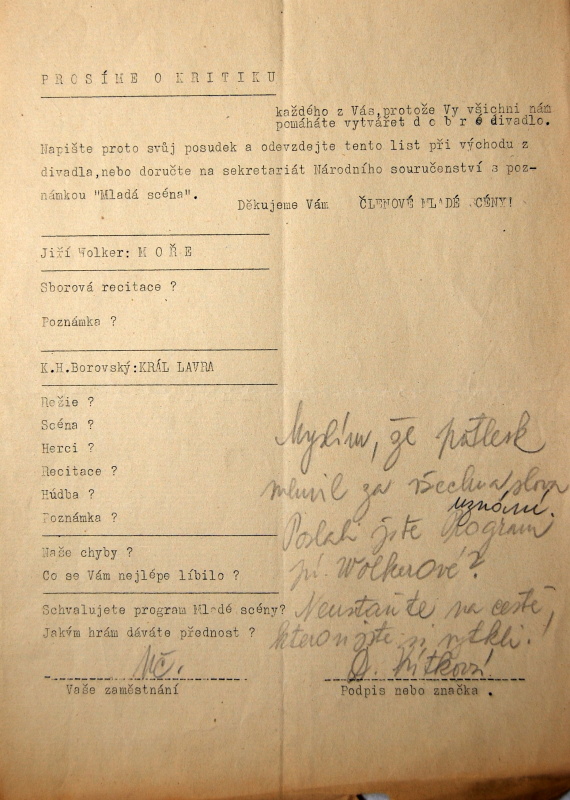 PROSÍME O KRITIKU
každého z Vás,protože Vy všichni nám
pomáháte vytvářet d o b r é divadlo.
Napište proto svůj posudek a odevzdejte tento list při východu z
divadla,nebo doručte na sekretariát Národního souručenství s poz-
námkou "Mladá scéna".
Děkujeme Vám ČLENOVÉ MLADÉ SCÉNY!
Jiří Wolker: M O Ř E
Sborová recitace ?
Poznámka ?
K.H.Borovský:KRÁL LAVRA
Režie ?
Scéna ?
Herci ?
Recitace ?
Húdba ?
Poznámka ?
Myslím, že potlesk
mluvil za všechna slova
uznání.
Poslali jste Program
pí. Wolkerové?
Naše chyby ?
Co se Vám nejlépe líbilo ?
Schvalujete program Mladé scény?
Jakým hrám dáváte přednost ?
Neustaňte na cestě,
kterou jste si vytkli!
uč.
Vaše zaměstnání
Podpis nebo značka .